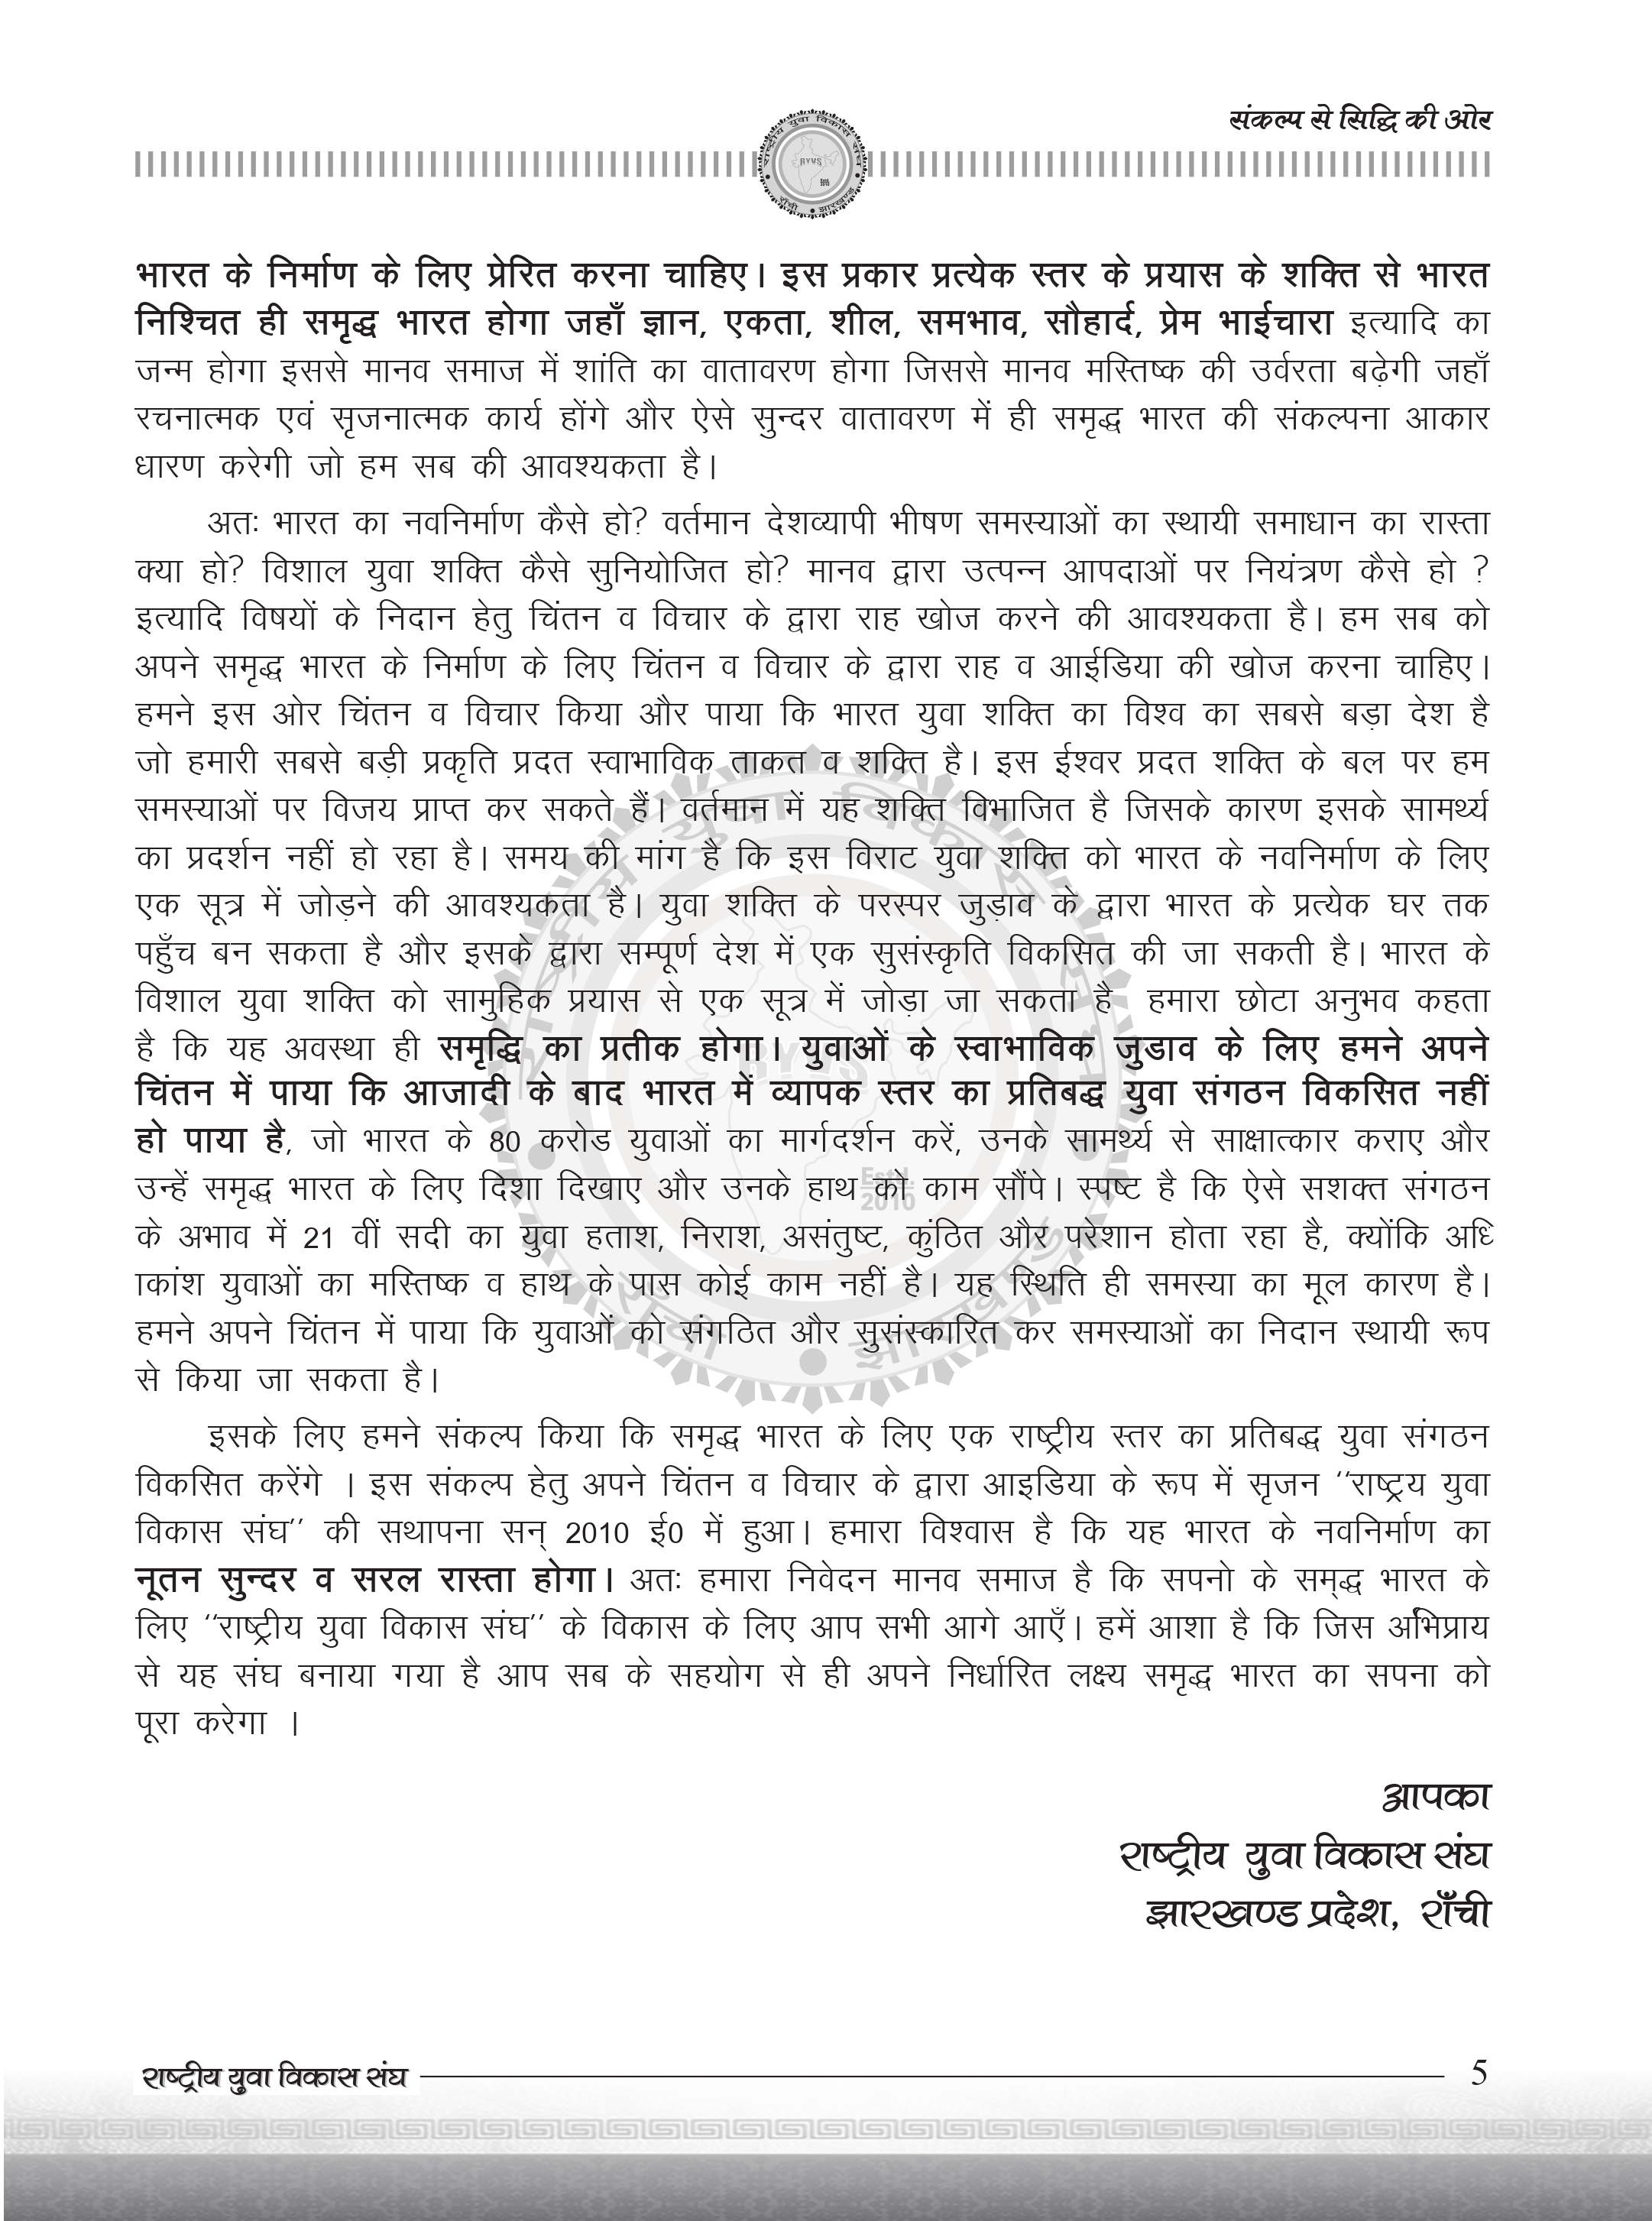 संकल्प से सिद्धि की ओर
राष्ट्रीय युवा विकास संघ
RYVS
राँची • झारखण्ड
भारत के निर्माण के लिए प्रेरित करना चाहिए। इस प्रकार प्रत्येक स्तर के प्रयास के शक्ति से भारत
निश्चित ही समृद्ध भारत होगा जहाँ ज्ञान, एकता, शील, समभाव, सौहार्द, प्रेम भाईचारा इत्यादि का
जन्म होगा इससे मानव समाज में शांति का वातावरण होगा जिससे मानव मस्तिष्क की उर्वरता बढ़ेगी जहाँ
रचनात्मक एवं सृजनात्मक कार्य होंगे और ऐसे सुन्दर वातावरण में ही समृद्ध भारत की संकल्पना आकार
धारण करेगी जो हम सब की आवश्यकता है।
अतः भारत का नवनिर्माण कैसे हो? वर्तमान देशव्यापी भीषण समस्याओं का स्थायी समाधान का रास्ता
क्या हो? विशाल युवा शक्ति कैसे सुनियोजित हो? मानव द्वारा उत्पन्न आपदाओं पर नियंत्रण कैसे हो ?
इत्यादि विषयों के निदान हेतु चिंतन व विचार के द्वारा राह खोज करने की आवश्यकता है। हम सब को
अपने समृद्ध भारत के निर्माण के लिए चिंतन व विचार के द्वारा राह व आईडिया की खोज करना चाहिए।
हमने इस ओर चिंतन व विचार किया और पाया कि भारत युवा शक्ति का विश्व का सबसे बड़ा देश है
जो हमारी सबसे बड़ी प्रकृति प्रदत स्वाभाविक ताकत व शक्ति है। इस ईश्वर प्रदत शक्ति के बल पर हम
समस्याओं पर विजय प्राप्त कर सकते हैं। वर्तमान में यह शक्ति विभाजित है जिसके कारण इसके सामर्थ्य
का प्रदर्शन नहीं हो रहा है। समय की मांग है कि इस विराट युवा शक्ति को भारत के नवनिर्माण के लिए
एक सूत्र में जोड़ने की आवश्यकता है। युवा शक्ति के परस्पर जुड़ाव के द्वारा भारत के प्रत्येक घर तक
पहुँच बन सकता है और इसके द्वारा सम्पूर्ण देश में एक सुसंस्कृति विकसित की जा सकती है। भारत के
विशाल युवा शक्ति को सामुहिक प्रयास से एक सूत्र में जोड़ा जा सकता है हमारा छोटा अनुभव कहता
है कि यह अवस्था ही समृद्धि का प्रतीक होगा। युवाओं के स्वाभाविक जुडाव के लिए हमने अपने
चिंतन में पाया कि आजादी के बाद भारत में व्यापक स्तर का प्रतिबद्ध युवा संगठन विकसित नहीं
हो पाया है, जो भारत के 80 करोड युवाओं का मार्गदर्शन करें, उनके सामर्थ्य से साक्षात्कार कराए और
उन्हें समृद्ध भारत के लिए दिशा दिखाए और उनके हाथ को काम सौंपे। स्पष्ट है कि ऐसे सशक्त संगठन
के अभाव में 21 वीं सदी का युवा हताश, निराश, असंतुष्ट, कुंठित और परेशान होता रहा है, क्योंकि अधि
ाकांश युवाओं का मस्तिष्क व हाथ के पास कोई काम नहीं है। यह स्थिति ही समस्या का मूल कारण है।
हमने अपने चिंतन में पाया कि युवाओं को संगठित और सुसंस्कारित कर समस्याओं का निदान स्थायी रूप
से किया जा सकता है।
राष्ट्रीय युवा विकास संघ
RYVS
Estd.
2010
राँची • झारखण्ड
इसके लिए हमने संकल्प किया कि समृद्ध भारत के लिए एक राष्ट्रीय स्तर का प्रतिबद्ध युवा संगठन
विकसित करेंगे । इस संकल्प हेतु अपने चिंतन व विचार के द्वारा आइडिया के रूप में सृजन ‘‘राष्ट्रय युवा
विकास संघ’’ की सथापना सन् 2010 ई0 में हुआ। हमारा विश्वास है कि यह भारत के नवनिर्माण का
नूतन सुन्दर व सरल रास्ता होगा। अतः हमारा निवेदन मानव समाज है कि सपनो के सम्द्ध भारत के
लिए ‘‘राष्ट्रीय युवा विकास संघ’’ के विकास के लिए आप सभी आगे आएँ। हमें आशा है कि जिस अभिप्राय
से यह संघ बनाया गया है आप सब के सहयोग से ही अपने निर्धारित लक्ष्य समृद्ध भारत का सपना को
पूरा करेगा ।
आपका
राष्ट्रीय युवा विकास संघ
झारखण्ड प्रदेश, राँची
राष्ट्रीय युवा विकास संघ 5